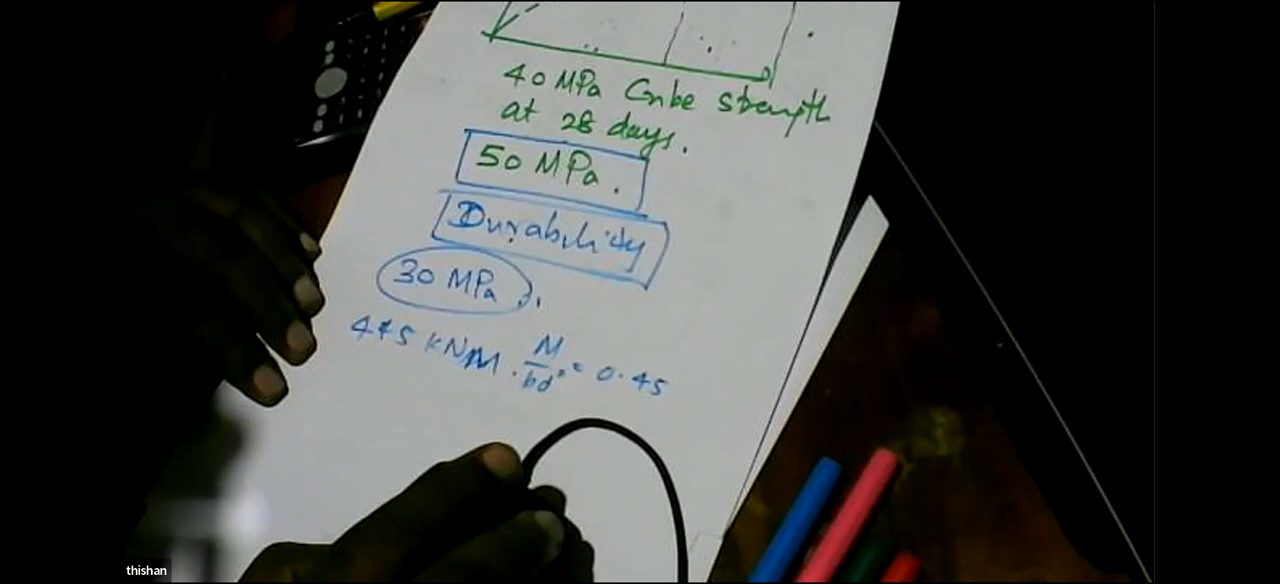 40 MPa Cube strength
at 28 days.
50 MPa.
Durability
30 MPa.
445 kNm. M/bd² = 0.45
thishan